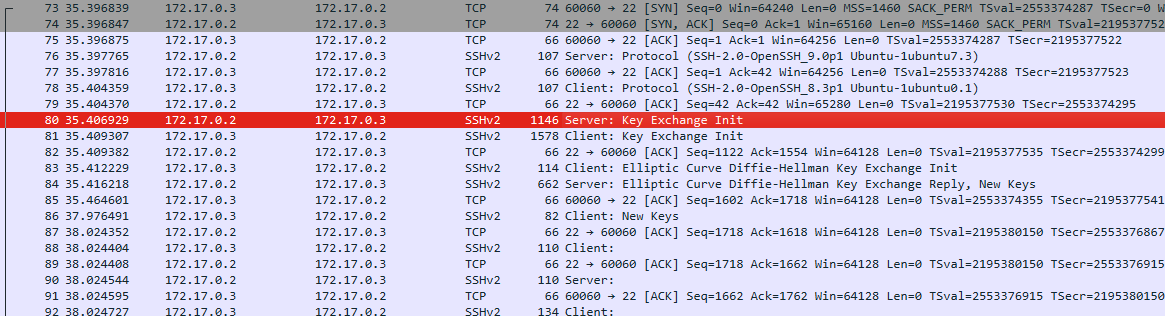 73 35.396839 172.17.0.3 172.17.0.2 TCP 74 60060 → 22 [SYN] Seq=0 Win=64240 Len=0 MSS=1460 SACK_PERM TSval=2553374287 TSecr=0 W
74 35.396847 172.17.0.2 172.17.0.3 TCP 74 22 → 60060 [SYN, ACK] Seq=0 Ack=1 Win=65160 Len=0 MSS=1460 SACK_PERM TSval=219537752
75 35.396875 172.17.0.3 172.17.0.2 TCP 66 60060 → 22 [ACK] Seq=1 Ack=1 Win=64256 Len=0 TSval=2553374287 TSecr=2195377522
76 35.397765 172.17.0.2 172.17.0.3 SSHv2 107 Server: Protocol (SSH-2.0-OpenSSH_9.0p1 Ubuntu-1ubuntu7.3)
77 35.397816 172.17.0.3 172.17.0.2 TCP 66 60060 → 22 [ACK] Seq=1 Ack=42 Win=64256 Len=0 TSval=2553374288 TSecr=2195377523
78 35.404359 172.17.0.3 172.17.0.2 SSHv2 107 Client: Protocol (SSH-2.0-OpenSSH_8.3p1 Ubuntu-1ubuntu0.1)
79 35.404370 172.17.0.2 172.17.0.3 TCP 66 22 → 60060 [ACK] Seq=42 Ack=42 Win=65280 Len=0 TSval=2195377530 TSecr=2553374295
80 35.406929 172.17.0.2 172.17.0.3 SSHv2 1146 Server: Key Exchange Init
81 35.409307 172.17.0.3 172.17.0.2 SSHv2 1578 Client: Key Exchange Init
82 35.409382 172.17.0.2 172.17.0.3 TCP 66 22 → 60060 [ACK] Seq=1122 Ack=1554 Win=64128 Len=0 TSval=2195377535 TSecr=2553374299
83 35.412229 172.17.0.3 172.17.0.2 SSHv2 114 Client: Elliptic Curve Diffie-Hellman Key Exchange Init
84 35.416218 172.17.0.2 172.17.0.3 SSHv2 662 Server: Elliptic Curve Diffie-Hellman Key Exchange Reply, New Keys
85 35.464601 172.17.0.3 172.17.0.2 TCP 66 60060 → 22 [ACK] Seq=1602 Ack=1718 Win=64128 Len=0 TSval=2553374355 TSecr=2195377541
86 37.976491 172.17.0.3 172.17.0.2 SSHv2 82 Client: New Keys
87 38.024352 172.17.0.2 172.17.0.3 TCP 66 22 → 60060 [ACK] Seq=1718 Ack=1618 Win=64128 Len=0 TSval=2195380150 TSecr=2553376867
88 38.024404 172.17.0.3 172.17.0.2 SSHv2 110 Client:
89 38.024408 172.17.0.2 172.17.0.3 TCP 66 22 → 60060 [ACK] Seq=1718 Ack=1662 Win=64128 Len=0 TSval=2195380150 TSecr=2553376915
90 38.024544 172.17.0.2 172.17.0.3 SSHv2 110 Server:
91 38.024595 172.17.0.3 172.17.0.2 TCP 66 60060 → 22 [ACK] Seq=1662 Ack=1762 Win=64128 Len=0 TSval=2553376915 TSecr=2195380150
92 38.024727 172.17.0.3 172.17.0.2 SSHv2 134 Client: